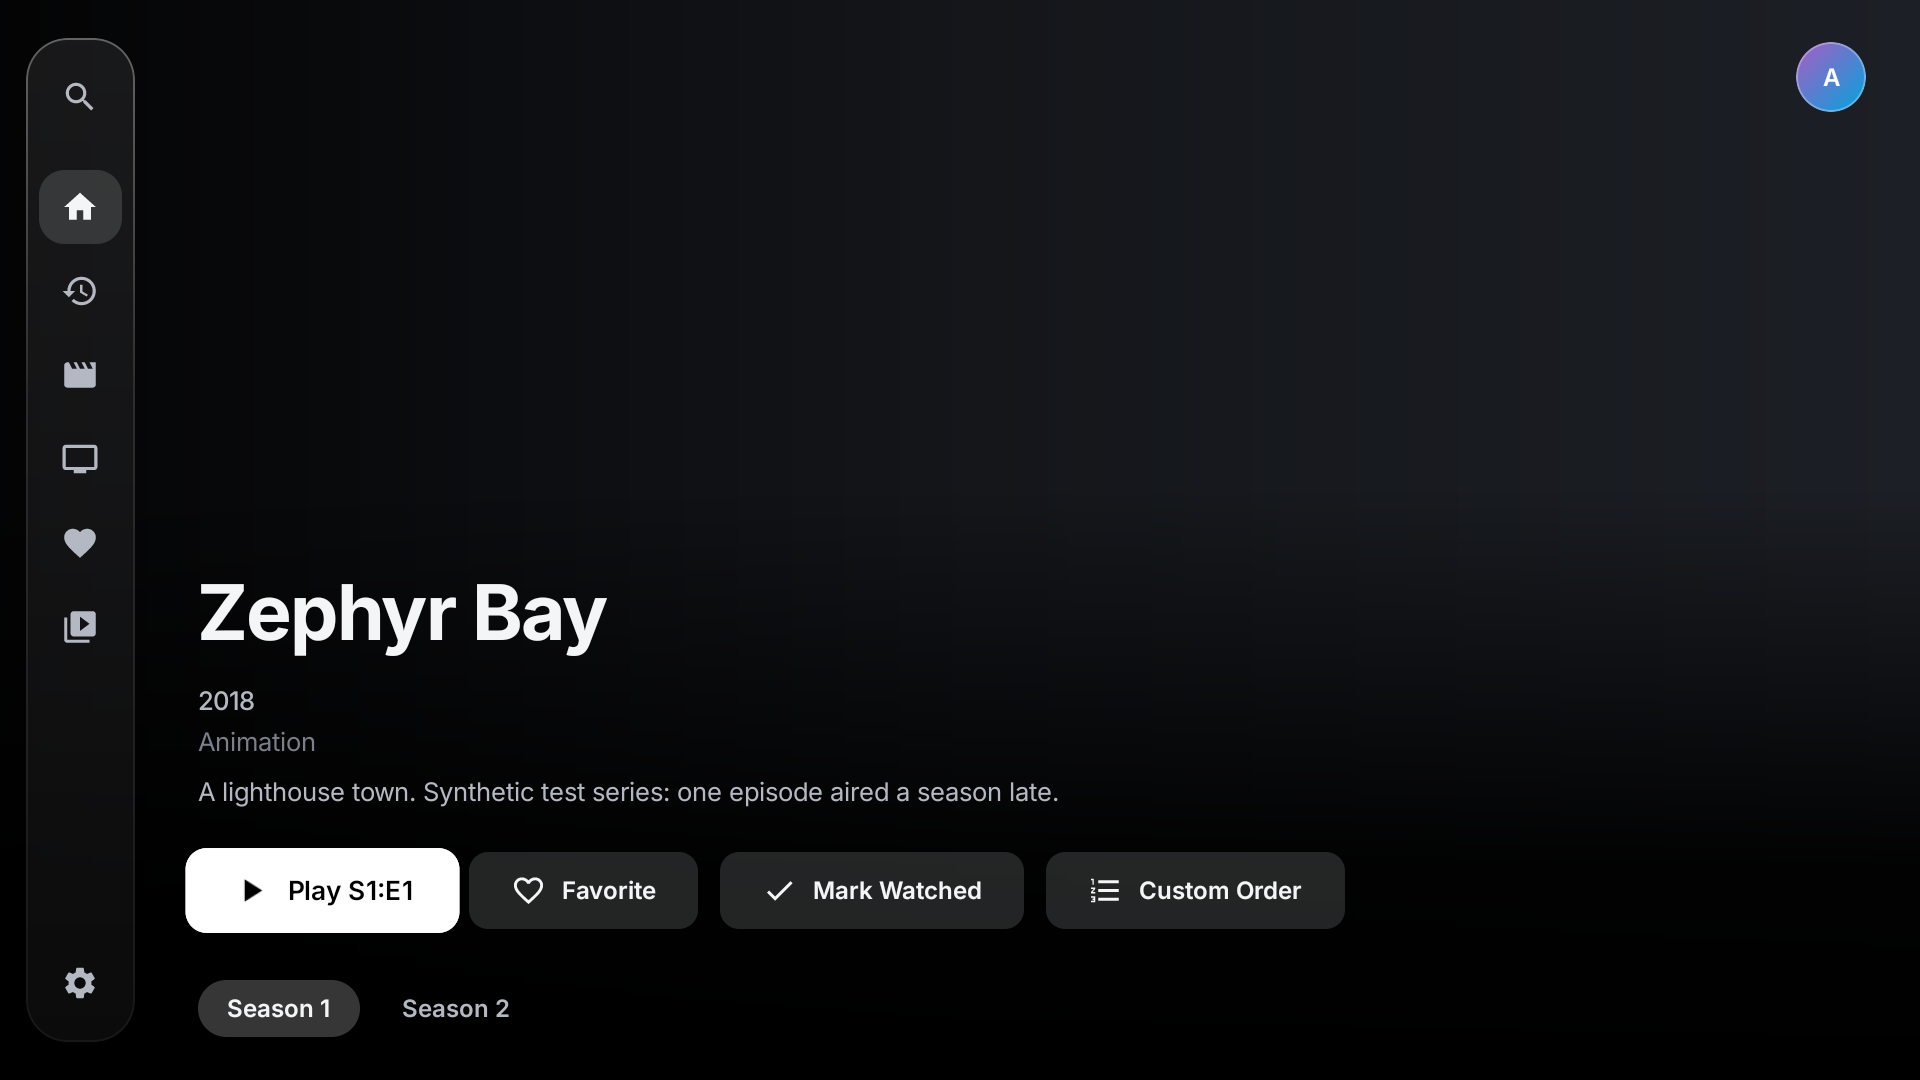 A
Zephyr Bay
2018
Animation
A lighthouse town. Synthetic test series: one episode aired a season late.
Play S1:E1
Favorite
Mark Watched
Custom Order
Season 1
Season 2